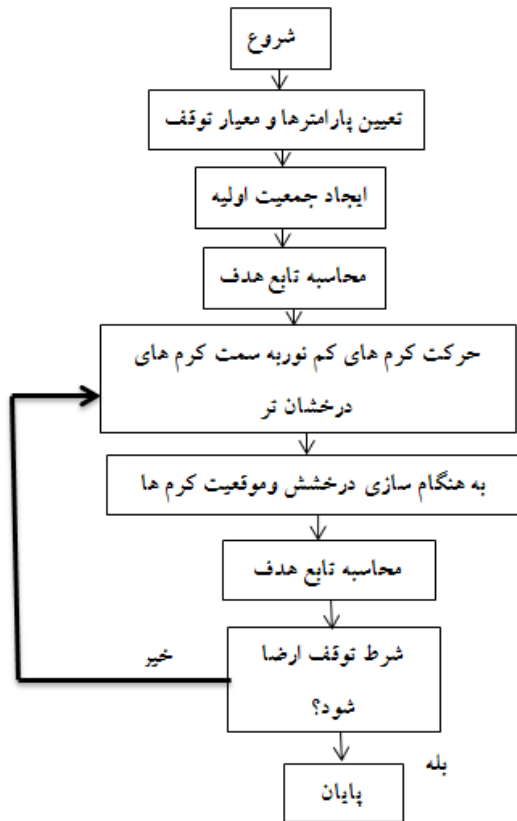 شروع
تعیین پارامترها و معیار توقف
ایجاد جمعیت اولیه
محاسبه تابع هدف
حرکت کرم های کم نوربه سمت کرم های
درخشان تر
به هنگام سازی درخشش وموقعیت کرم ها
محاسبه تابع هدف
شرط توقف ارضا
شود؟
خیر
بله
پایان